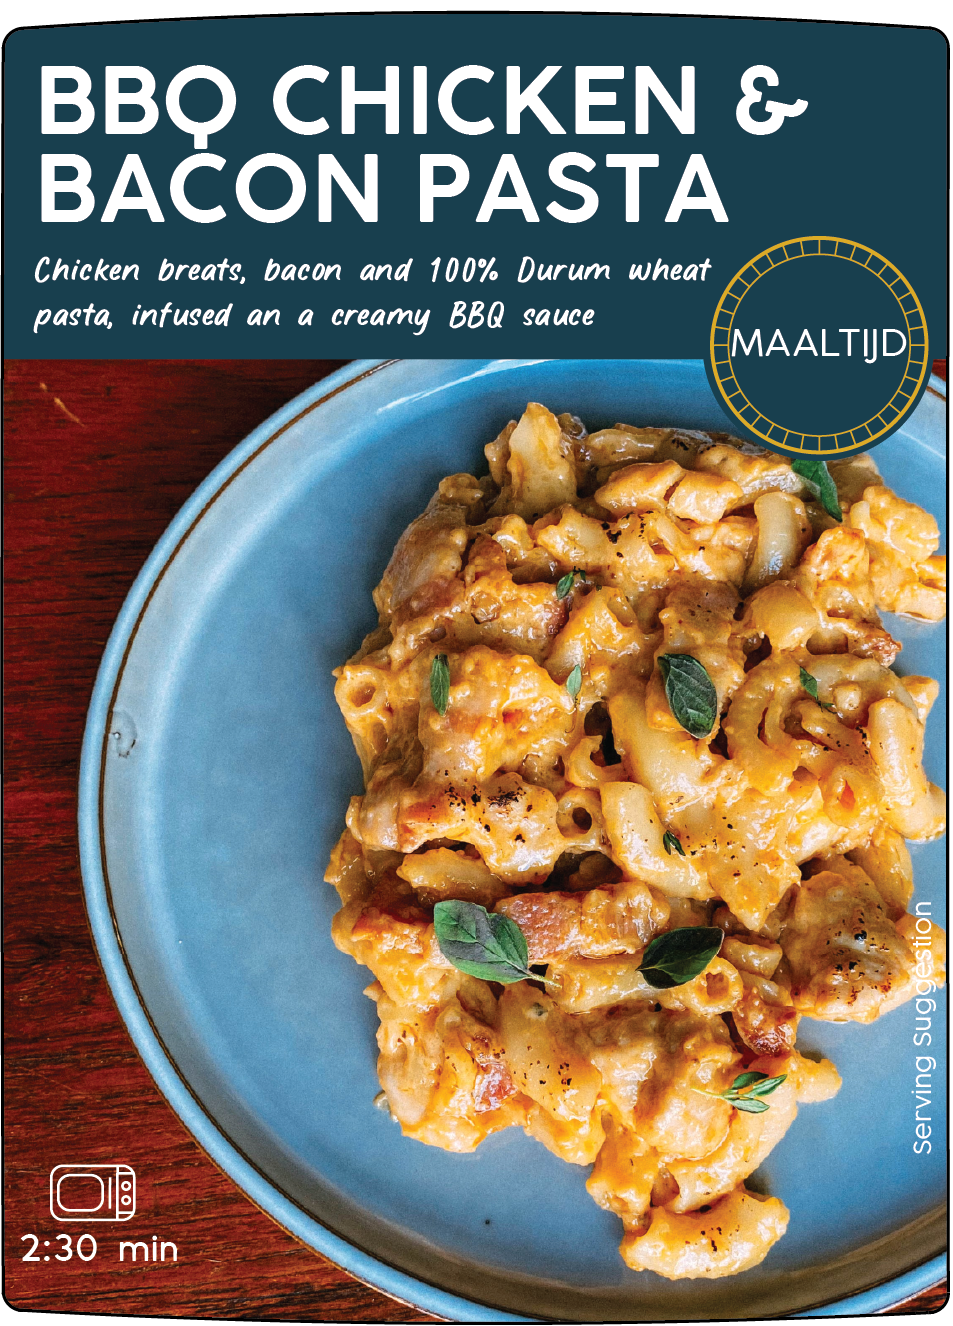 BBQ CHICKEN &
BACON PASTA
Chicken breats, bacon and 100% Durum wheat
pasta, infused an a creamy BBQ sauce
MAALTIJD
Serving Suggestion
2:30 min